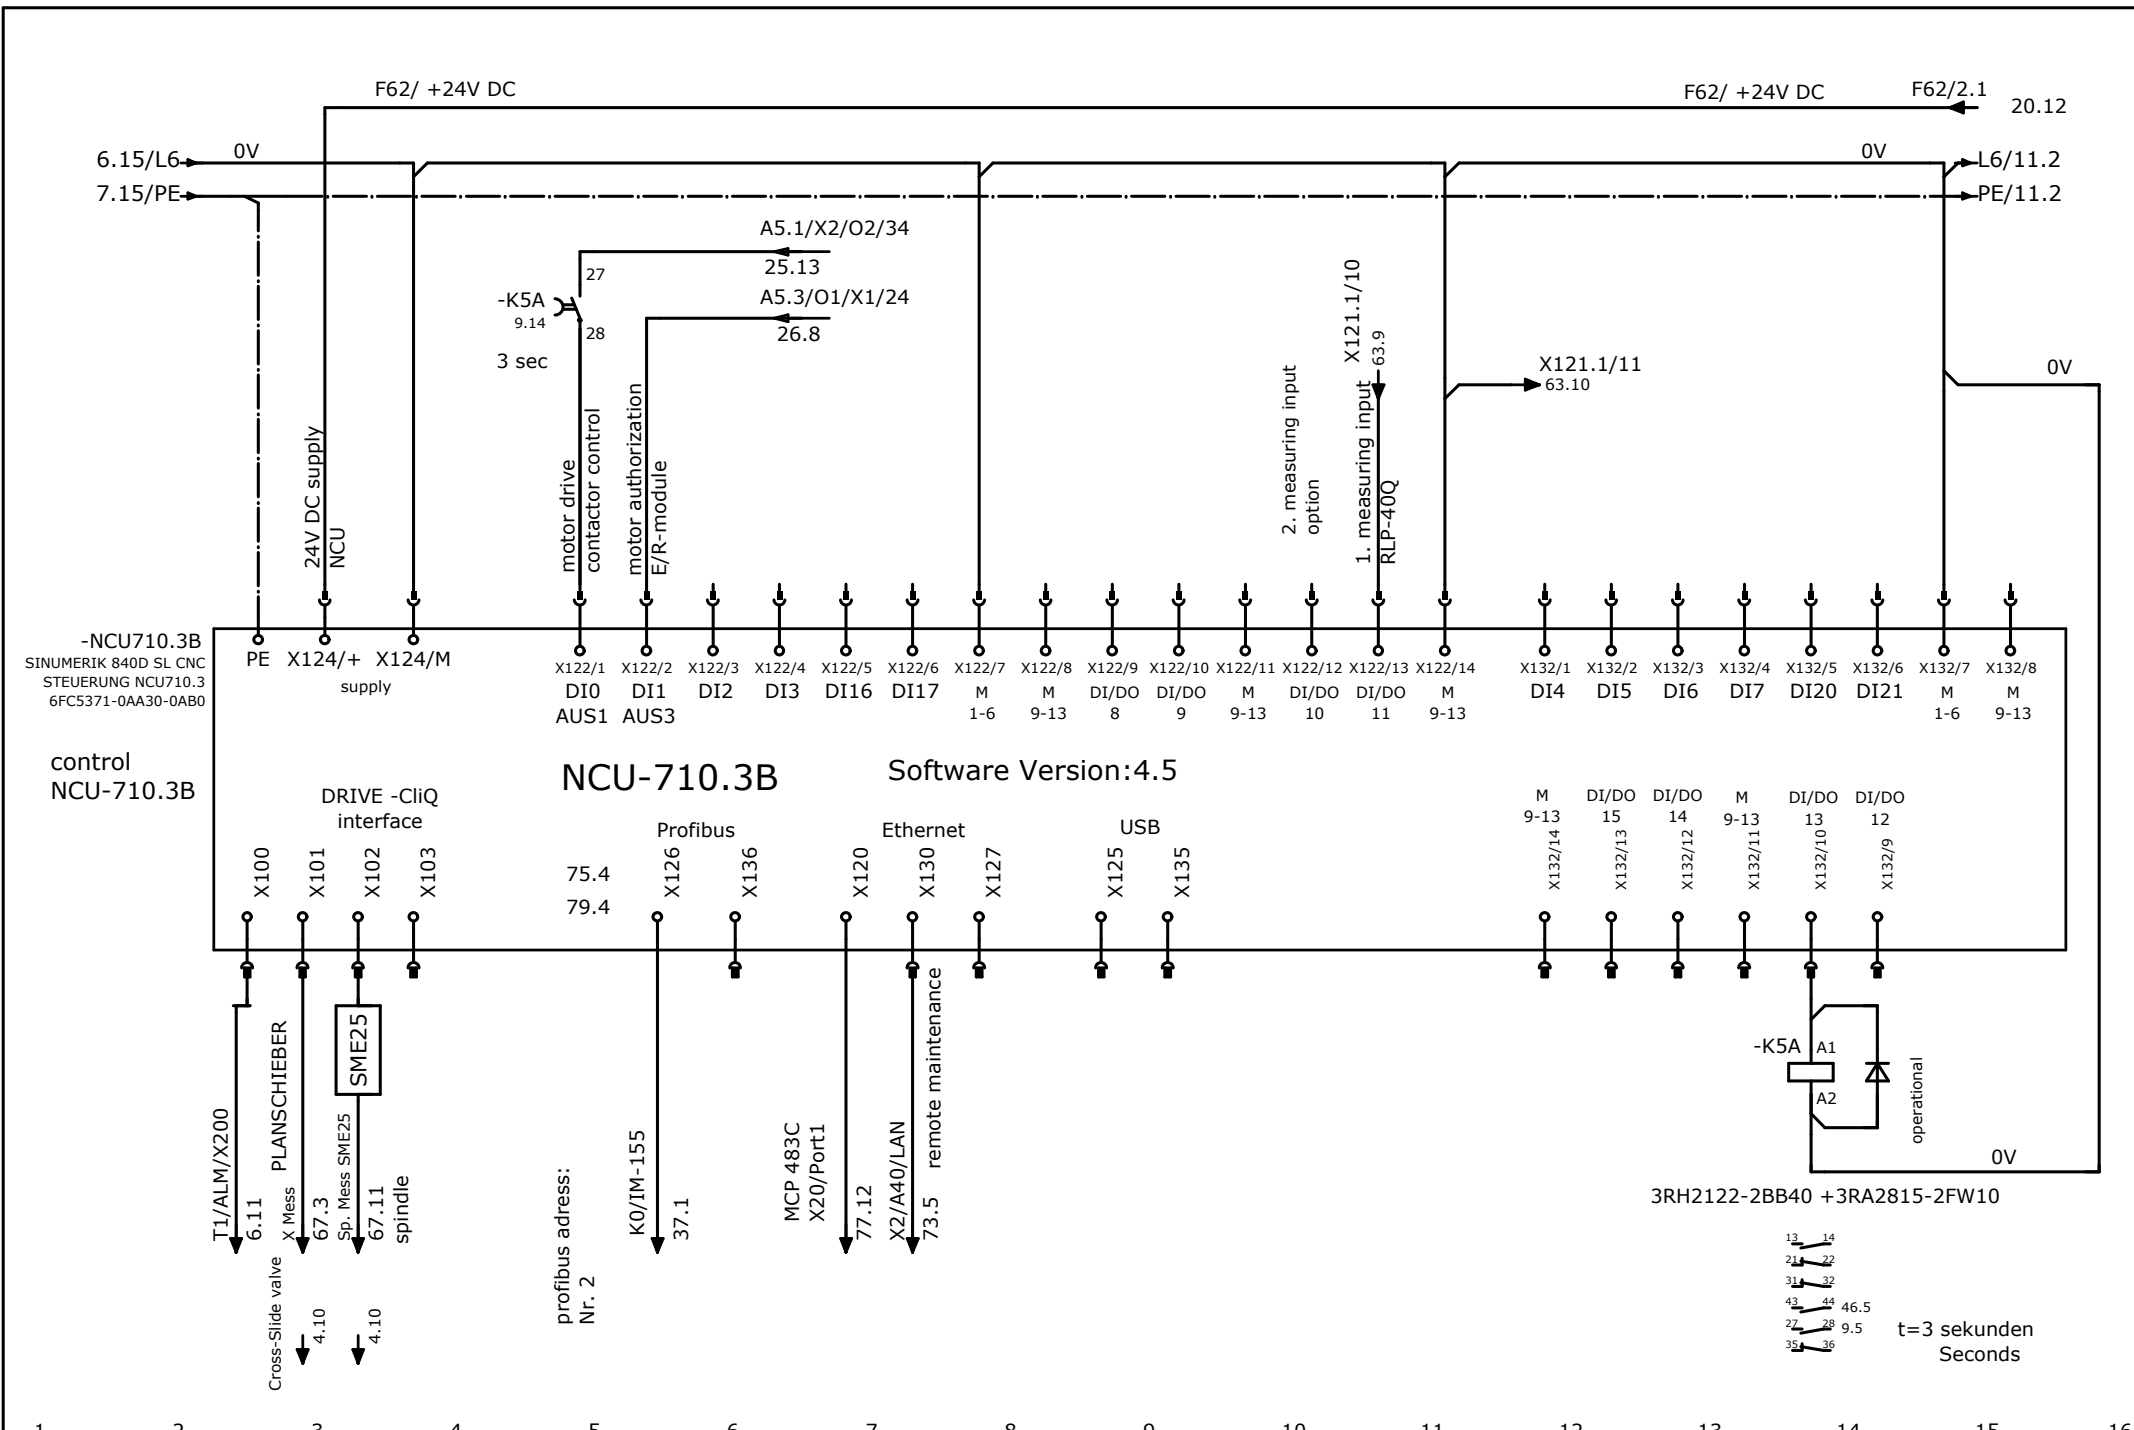 F62/ +24V DC
F62/ +24V DC
F62/2.1
20.12
6.15/L6
0V
0V
L6/11.2
7.15/PE
PE/11.2
A5.1/X2/O2/34
25.13
27
-K5A
9.14
28
3 sec
A5.3/O1/X1/24
26.8
X121.1/10
63.9
X121.1/11
63.10
0V
24V DC supply
NCU
motor drive
contactor control
motor authorization
E/R-module
2. measuring input
option
1. measuring input
RLP-40Q
-NCU710.3B
SINUMERIK 840D SL CNC
STEUERUNG NCU710.3
6FC5371-0AA30-0AB0
PE X124/+ X124/M
supply
X122/1 X122/2 X122/3 X122/4 X122/5 X122/6 X122/7 X122/8 X122/9 X122/10 X122/11 X122/12 X122/13 X122/14 X132/1 X132/2 X132/3 X132/4 X132/5 X132/6 X132/7 X132/8
DI0 DI1 DI2 DI3 DI16 DI17 M M DI/DO DI/DO M DI/DO DI/DO M DI4 DI5 DI6 DI7 DI20 DI21 M M
AUS1 AUS3 1-6 9-13 8 9 9-13 10 11 9-13 1-6 9-13
control
NCU-710.3B
NCU-710.3B
Software Version:4.5
DRIVE -CliQ
interface
Profibus
Ethernet
USB
M DI/DO DI/DO M DI/DO DI/DO
9-13 15 14 9-13 13 12
X132/14 X132/13 X132/12 X132/11 X132/10 X132/9
X100 X101 X102 X103
75.4
79.4
X126 X136 X120 X130 X127 X125 X135
T1/ALM/X200
6.11
PLANSCHIEBER
X Mess
67.3
SME25
Sp. Mess SME25
67.11
spindle
Cross-Slide valve
4.10
4.10
profibus adress:
Nr. 2
K0/IM-155
37.1
MCP 483C
X20/Port1
77.12
X2/A40/LAN
73.5
remote maintenance
-K5A
A1
A2
operational
0V
3RH2122-2BB40 +3RA2815-2FW10
13 14
21 22
31 32
43 44 46.5
27 28 9.5
35 36
t=3 sekunden
Seconds
1 2 3 4 5 6 7 8 9 10 11 12 13 14 15 16